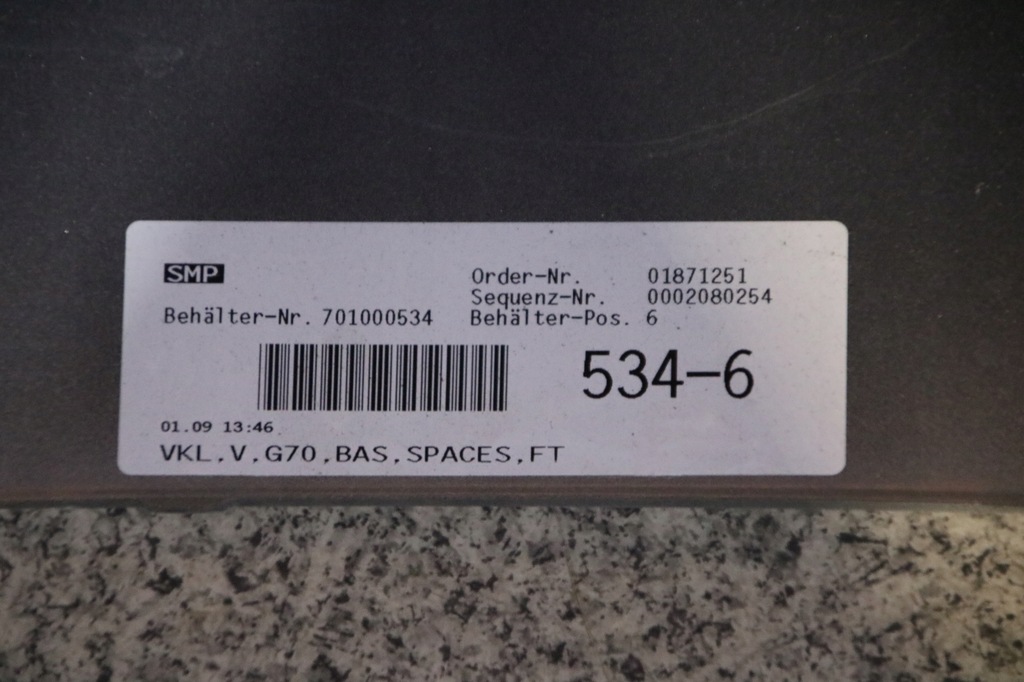 SMP
Order-Nr. 01871251
Sequenz-Nr. 0002080254
Behälter-Nr. 701000534 Behälter-Pos. 6
534-6
01.09 13:46
VKL,V,G70,BAS,SPACES,FT